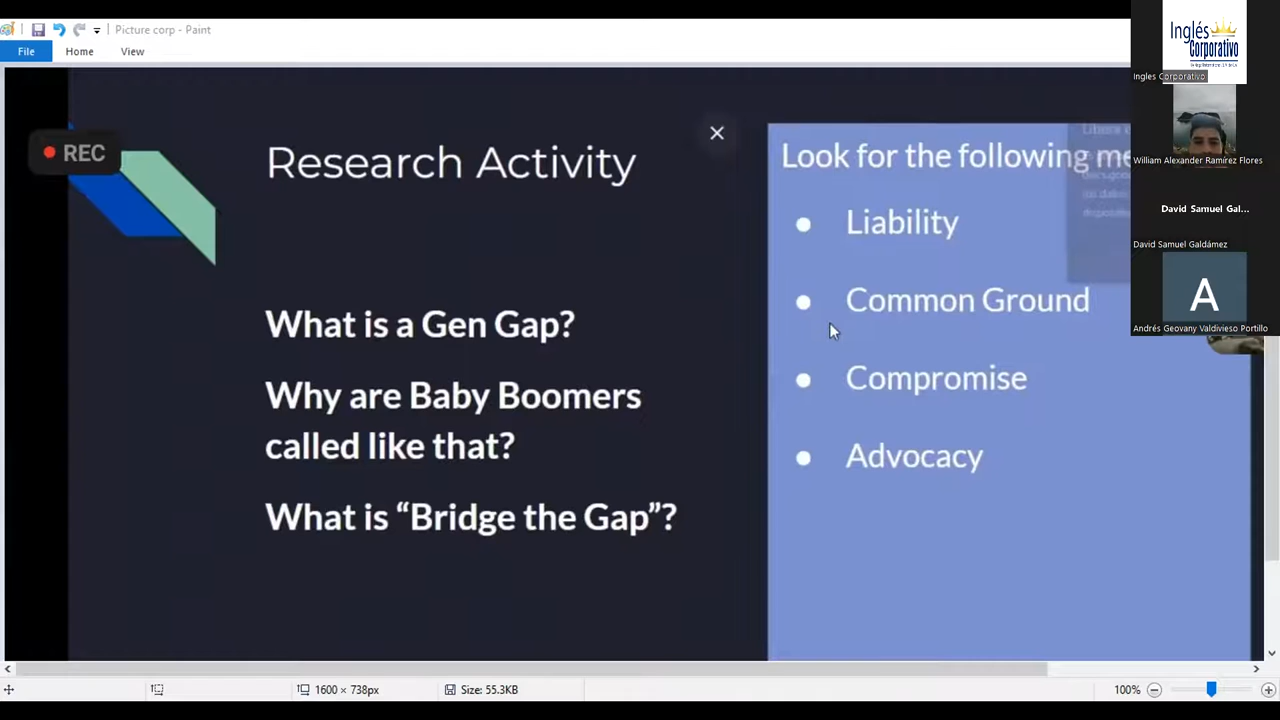 Picture corp - Paint
File
Home
View
REC
Research Activity
What is a Gen Gap?
Why are Baby Boomers
called like that?
What is “Bridge the Gap”?
Look for the following me
Liability
Common Ground
Compromise
Advocacy
Inglés
Corporativo
Ingles Corporativo
William Alexander Ramírez Flores
David Samuel Gal...
David Samuel Galdámez
A
Andrés Geovany Valdivieso Portillo
1600 × 738px
Size: 55.3KB
100%